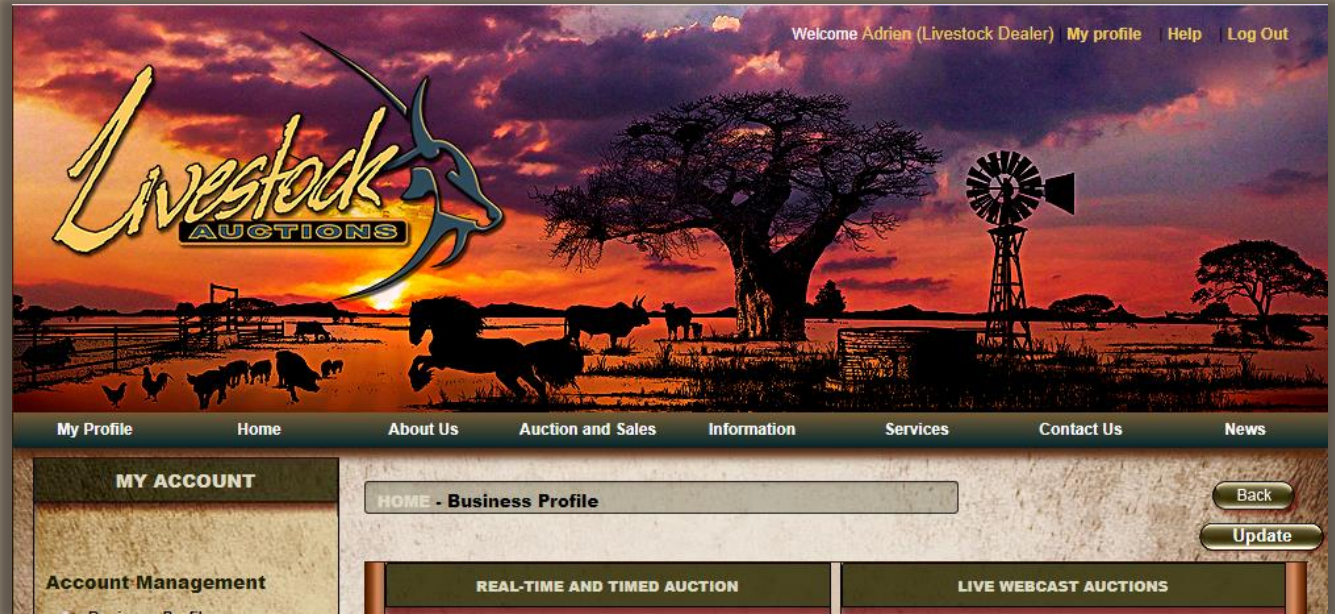 Welcome Adrien (Livestock Dealer) | My profile | Help | Log Out
Livestock
AUCTIONS
My Profile Home About Us Auction and Sales Information Services Contact Us News
MY ACCOUNT
HOME - Business Profile
Back
Update
Account Management
REAL-TIME AND TIMED AUCTION
LIVE WEBCAST AUCTIONS